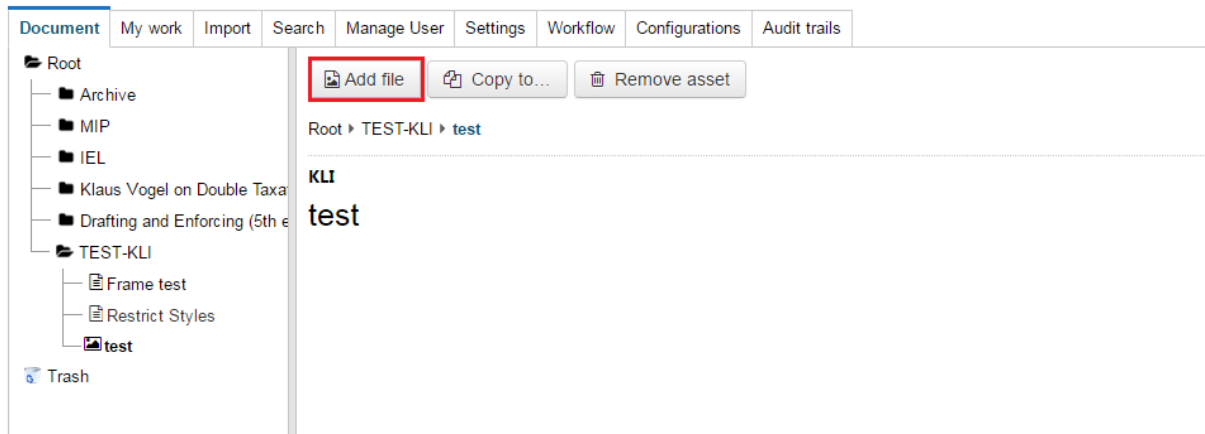 Document My work Import Search Manage User Settings Workflow Configurations Audit trails
Root
Archive
MIP
IEL
Klaus Vogel on Double Taxa
Drafting and Enforcing (5th e
TEST-KLI
Frame test
Restrict Styles
test
Trash
Add file Copy to... Remove asset
Root TEST-KLI test
KLI
test